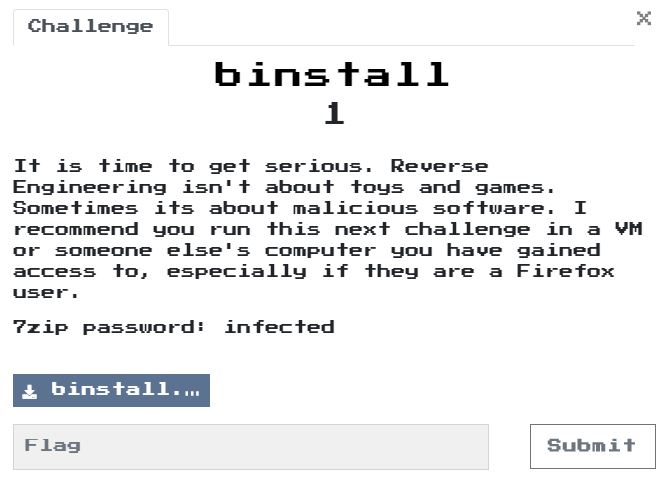 Challenge
×
binstall
1
It is time to get serious. Reverse
Engineering isn't about toys and games.
Sometimes its about malicious software. I
recommend you run this next challenge in a VM
or someone else's computer you have gained
access to, especially if they are a Firefox
user.
7zip password: infected
binstall.…
Flag
Submit